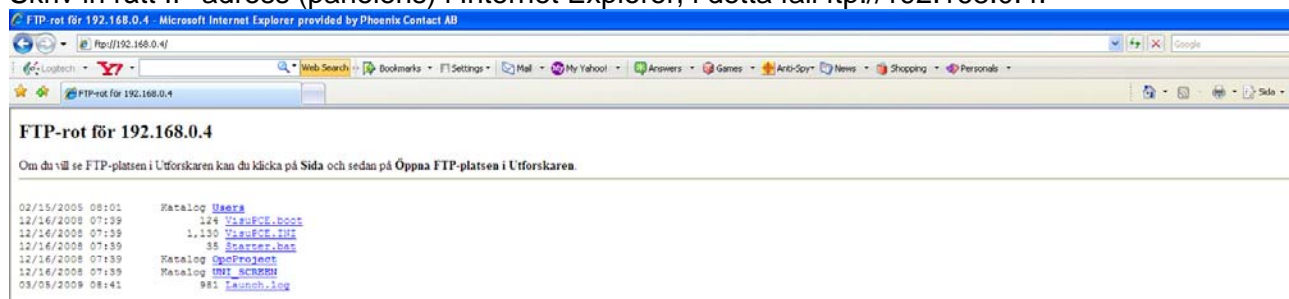 Skriv in rätt IP-adress (panelens) i Internet Explorer, i detta fall ftp://192.168.0.4.
FTP-rot för 192.168.0.4 - Microsoft Internet Explorer provided by Phoenix Contact AB
ftp://192.168.0.4/ Google
Logitech Y7 Web Search Bookmarks Settings Mail My Yahoo! Answers Games Anti-Spy News Shopping Personals
FTP-rot för 192.168.0.4 Sida
FTP-rot för 192.168.0.4
Om du vill se FTP-platsen i Utforskaren kan du klicka på Sida och sedan på Öppna FTP-platsen i Utforskaren.
02/15/2005 08:01 Katalog Users
12/16/2008 07:39 124 VisuPCE.boot
12/16/2008 07:39 1,130 VisuPCE.INI
12/16/2008 07:39 35 Starter.bat
12/16/2008 07:39 Katalog OpcProject
12/16/2008 07:39 Katalog UNI_SCREEN
03/05/2009 08:41 981 Launch.log